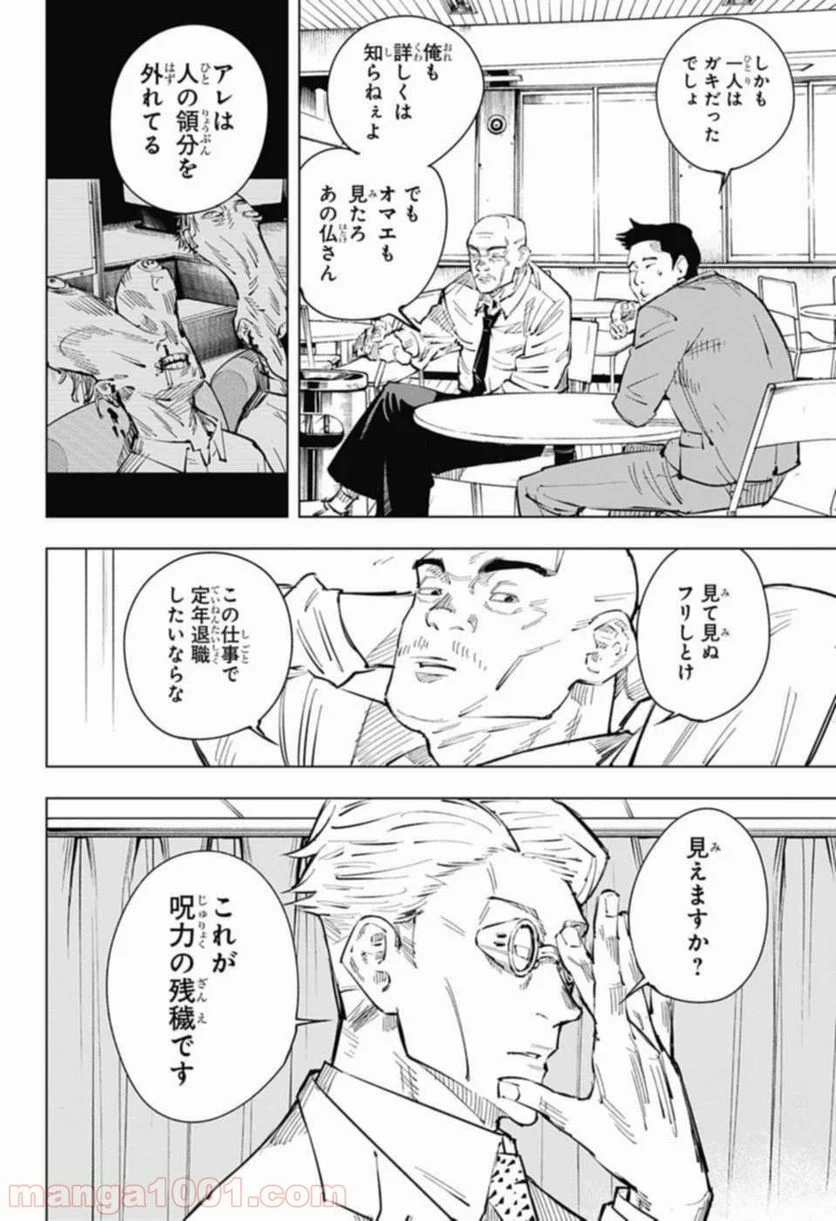 しかも
一人は
ガキだった
でしょ
俺も
詳しくは
知らねぇよ
でも
オマエも
見たろ
あの仏さん
アレは
人の領分を
外れてる
見て見ぬ
フリしとけ
この仕事で
定年退職
したいならな
見えますか?
これが
呪力の残穢です
manga1001.com